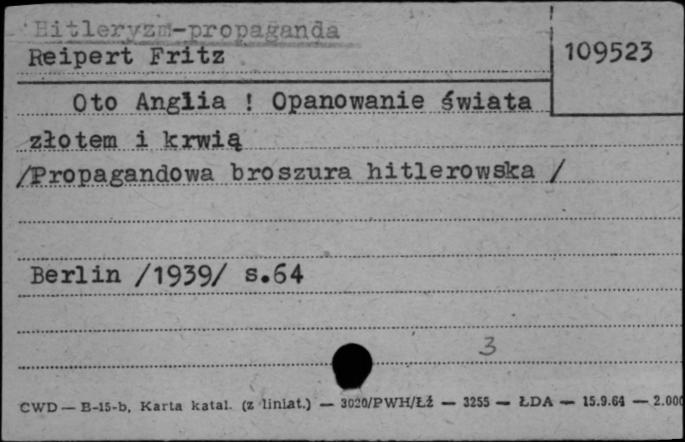 Hitleryzm-propaganda
Reipert Fritz
109523
Oto Anglia ! Opanowanie świata
złotem i krwią
/Propagandowa broszura hitlerowska /
Berlin /1939/ s.64
3
CWD — B-15-b, Karta katal. (z liniat.) — 3020/PWH/Łź — 3255 — ŁDA — 15.9.64 — 2.000